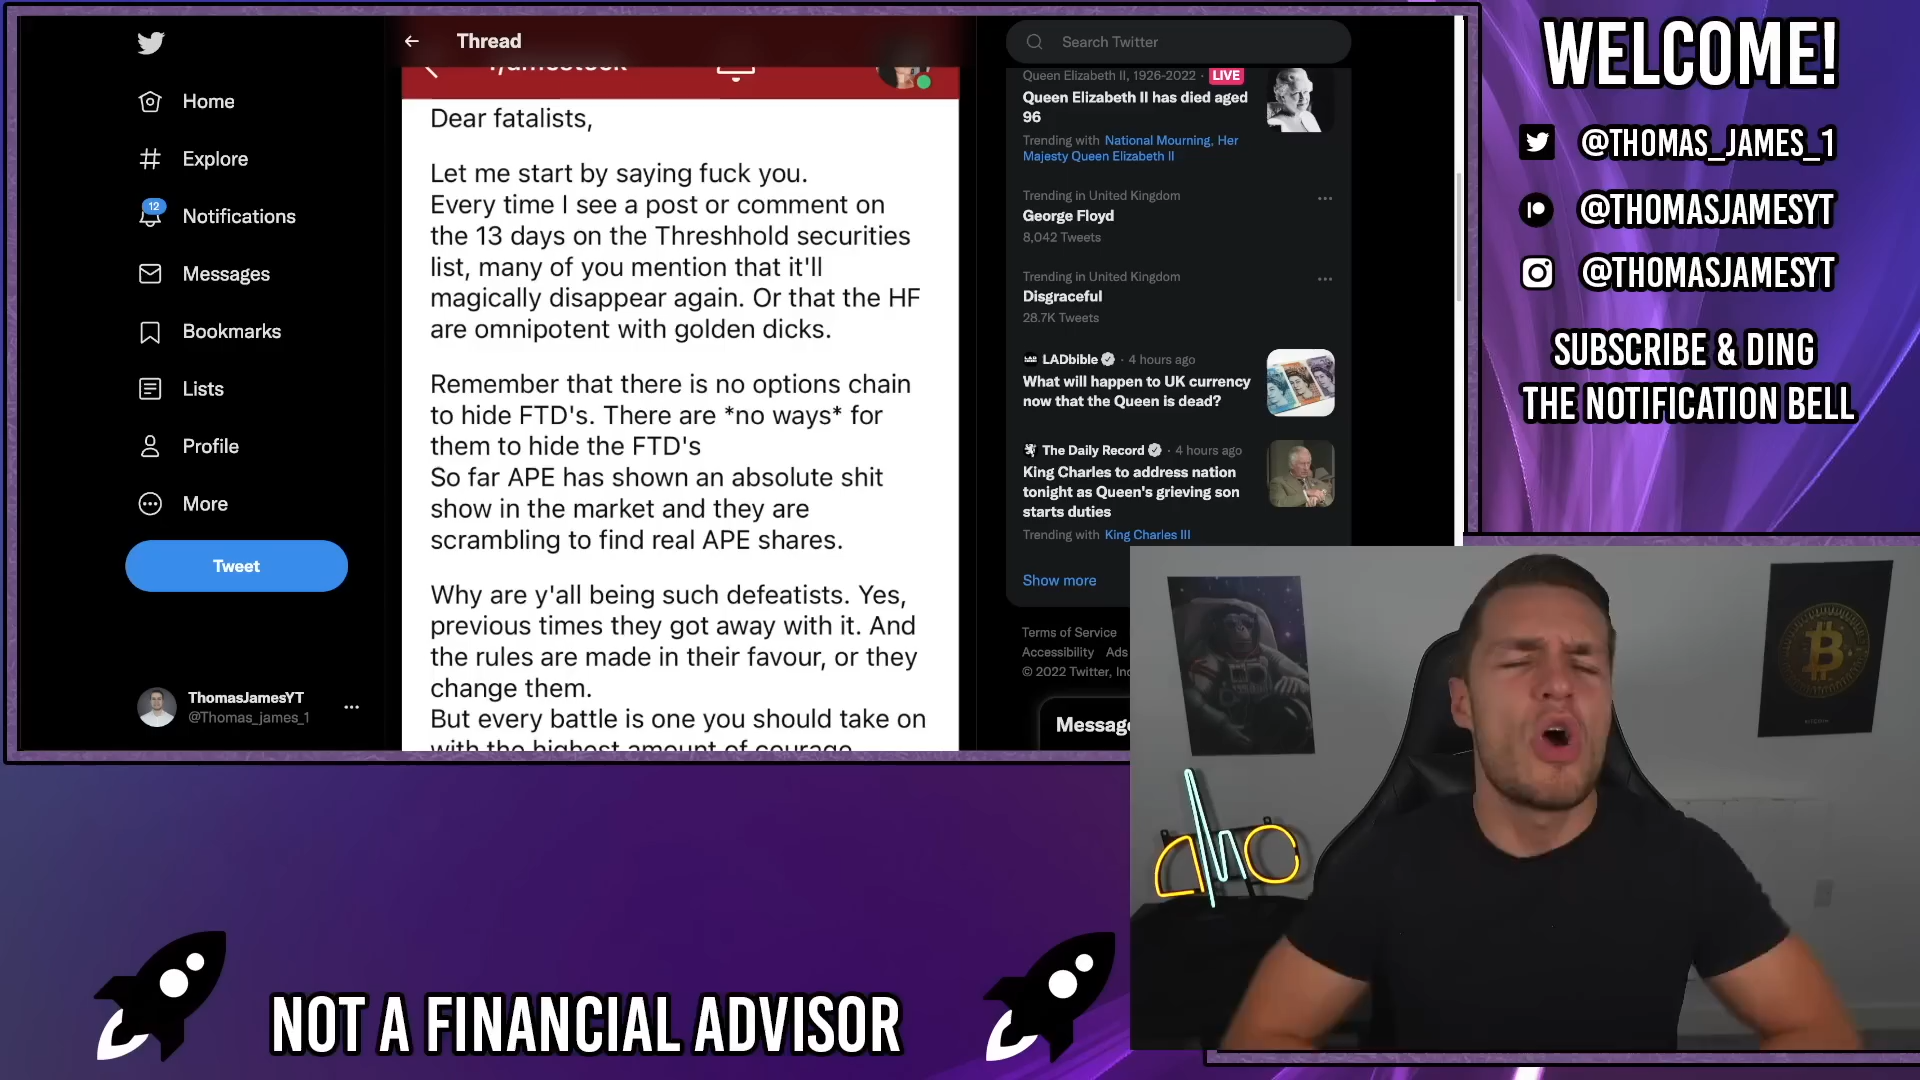 Thread
Home
Explore
12
Notifications
Messages
Bookmarks
Lists
Profile
More
Tweet
ThomasJamesYT
@Thomas_james_1
Dear fatalists,
Let me start by saying fuck you.
Every time I see a post or comment on
the 13 days on the Threshhold securities
list, many of you mention that it'll
magically disappear again. Or that the HF
are omnipotent with golden dicks.
Remember that there is no options chain
to hide FTD's. There are *no ways* for
them to hide the FTD's
So far APE has shown an absolute shit
show in the market and they are
scrambling to find real APE shares.
Why are y'all being such defeatists. Yes,
previous times they got away with it. And
the rules are made in their favour, or they
change them.
But every battle is one you should take on
with the highest amount of courage
Search Twitter
Queen Elizabeth II, 1926-2022 · LIVE
Queen Elizabeth II has died aged
96
Trending with National Mourning, Her
Majesty Queen Elizabeth II
Trending in United Kingdom
George Floyd
8,042 Tweets
Trending in United Kingdom
Disgraceful
28.7K Tweets
LADbible · 4 hours ago
What will happen to UK currency
now that the Queen is dead?
The Daily Record · 4 hours ago
King Charles to address nation
tonight as Queen's grieving son
starts duties
Trending with King Charles III
Show more
Terms of Service
Accessibility Ads
© 2022 Twitter, Inc
Message
WELCOME!
@THOMAS_JAMES_1
@THOMASJAMESYT
@THOMASJAMESYT
SUBSCRIBE & DING
THE NOTIFICATION BELL
NOT A FINANCIAL ADVISOR